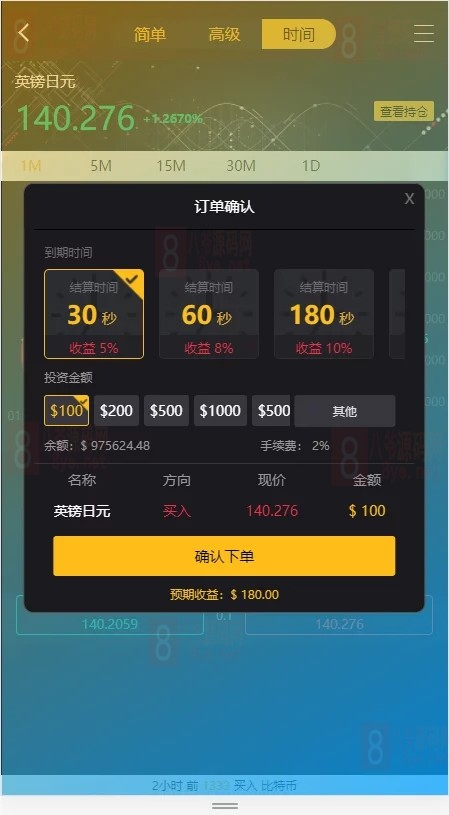 简单 高级 时间
英镑日元
140.276 +1.2670% 查看持仓
1M 5M 15M 30M 1D
订单确认 X
到期时间
结算时间 结算时间 结算时间
30 秒 60 秒 180 秒
收益 5% 收益 8% 收益 10%
投资金额
$100 $200 $500 $1000 $500 其他
余额: $ 975624.48 手续费: 2%
名称 方向 现价 金额
英镑日元 买入 140.276 $ 100
确认下单
预期收益: $ 180.00
140.2059 0.1 140.276
2小时 前 1333 买入 比特币